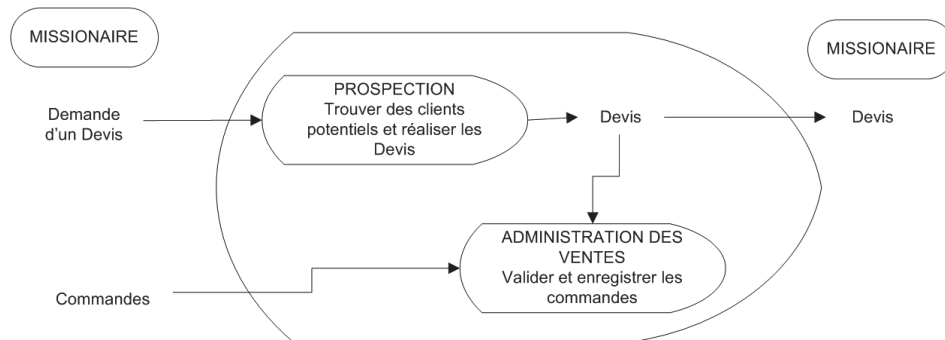 MISSIONAIRE
MISSIONAIRE
Demande
d'un Devis
PROSPECTION
Trouver des clients
potentiels et réaliser les
Devis
Devis
Devis
ADMINISTRATION DES
VENTES
Valider et enregistrer les
commandes
Commandes